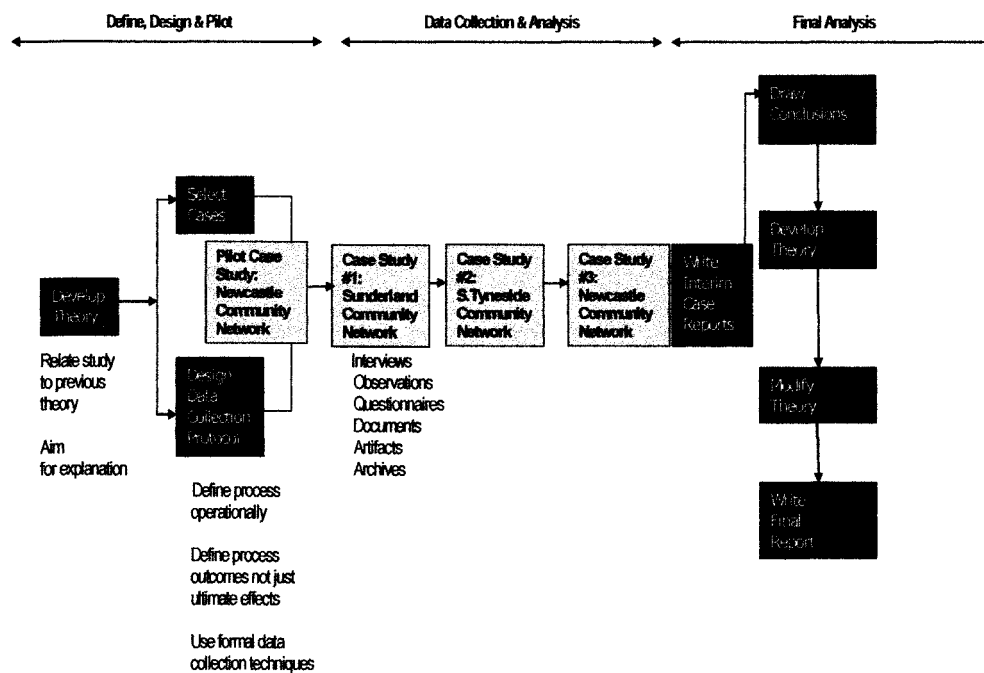 Define, Design & Pilot
Data Collection & Analysis
Final Analysis
Draw
Conclusions
Select
Cases
Develop
Theory
Pilot Case
Study:
Newcastle
Community
Network
Case Study
#1:
Sunderland
Community
Network
Case Study
#2:
S.Tyneside
Community
Network
Case Study
#3:
Newcastle
Community
Network
Write
Interim
Case
Reports
Develop
Theory
Relate study
to previous
theory
Aim
for explanation
Design
Data
Collection
Protocol
Interviews
Observations
Questionnaires
Documents
Artifacts
Archives
Modify
Theory
Define process
operationally
Define process
outcomes not just
ultimate effects
Use formal data
collection techniques
Write
Final
Report